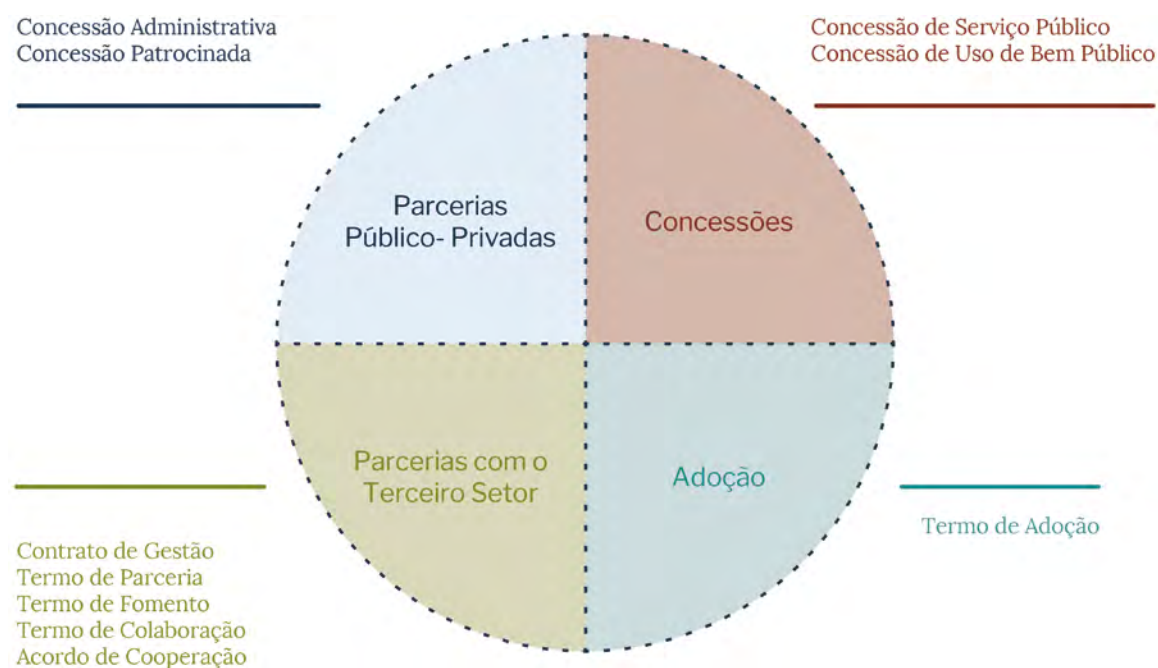 Concessão Administrativa
Concessão Patrocinada
Concessão de Serviço Público
Concessão de Uso de Bem Público
Parcerias
Público- Privadas
Concessões
Parcerias com o
Terceiro Setor
Adoção
Contrato de Gestão
Termo de Parceria
Termo de Fomento
Termo de Colaboração
Acordo de Cooperação
Termo de Adoção